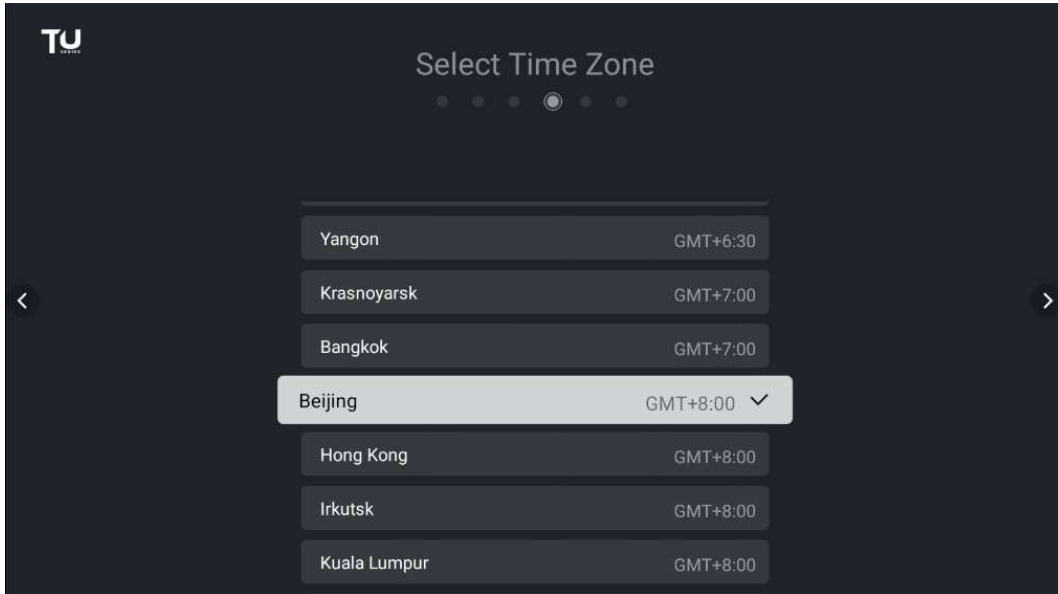 TU
SERIES
Select Time Zone
Yangon GMT+6:30
Krasnoyarsk GMT+7:00
Bangkok GMT+7:00
Beijing GMT+8:00
Hong Kong GMT+8:00
Irkutsk GMT+8:00
Kuala Lumpur GMT+8:00